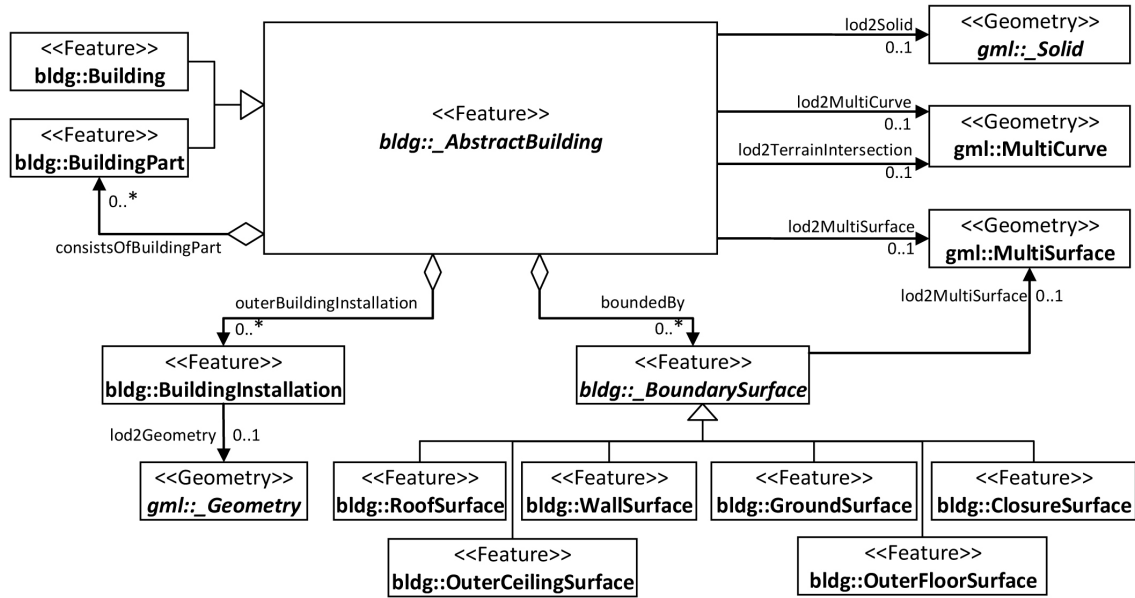 <<Feature>>
bldg::Building
<<Feature>>
bldg::BuildingPart
0..*
consistsOfBuildingPart
<<Feature>>
bldg::_AbstractBuilding
lod2Solid
0..1
<<Geometry>>
gml::_Solid
lod2MultiCurve
0..1
lod2TerrainIntersection
0..1
<<Geometry>>
gml::MultiCurve
lod2MultiSurface
0..1
<<Geometry>>
gml::MultiSurface
lod2MultiSurface
0..1
outerBuildingInstallation
0..*
boundedBy
0..*
<<Feature>>
bldg::BuildingInstallation
<<Feature>>
bldg::_BoundarySurface
lod2Geometry
0..1
<<Geometry>>
gml::_Geometry
<<Feature>>
bldg::RoofSurface
<<Feature>>
bldg::WallSurface
<<Feature>>
bldg::GroundSurface
<<Feature>>
bldg::ClosureSurface
<<Feature>>
bldg::OuterCeilingSurface
<<Feature>>
bldg::OuterFloorSurface